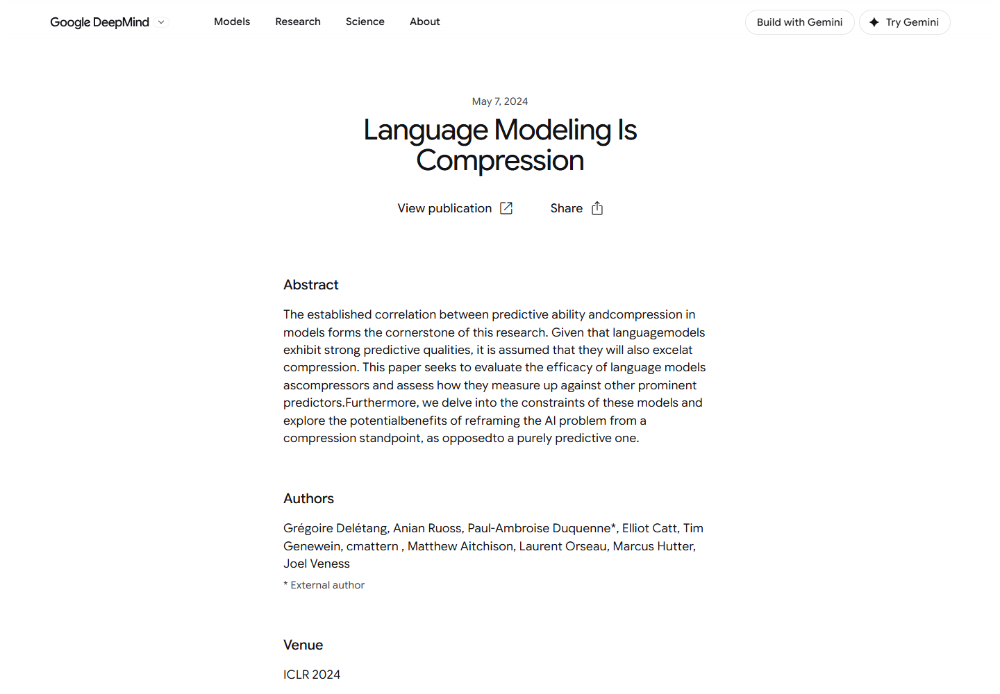 Google DeepMind
Models
Research
Science
About
Build with Gemini
Try Gemini
May 7, 2024
Language Modeling Is
Compression
View publication
Share
Abstract
The established correlation between predictive ability andcompression in
models forms the cornerstone of this research. Given that languagemodels
exhibit strong predictive qualities, it is assumed that they will also excelat
compression. This paper seeks to evaluate the efficacy of language models
ascompressors and assess how they measure up against other prominent
predictors.Furthermore, we delve into the constraints of these models and
explore the potentialbenefits of reframing the AI problem from a
compression standpoint, as opposedto a purely predictive one.
Authors
Grégoire Delétang, Anian Ruoss, Paul-Ambroise Duquenne*, Elliot Catt, Tim
Genewein, cmattern , Matthew Aitchison, Laurent Orseau, Marcus Hutter,
Joel Veness
* External author
Venue
ICLR 2024